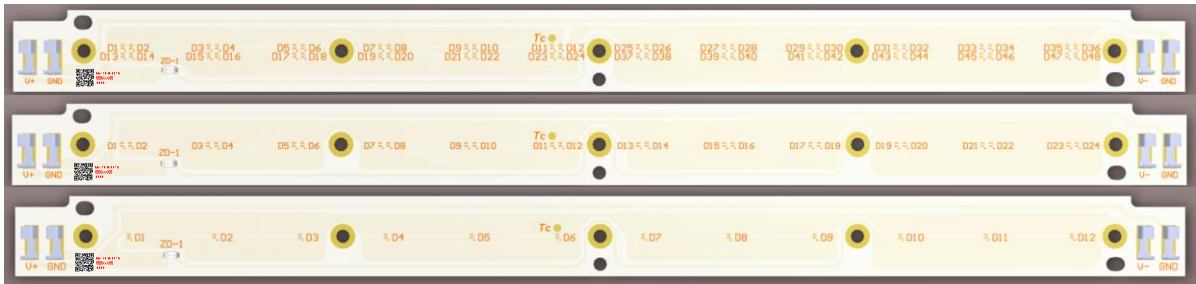 D1 D2 D3 D4 D5 D6 D7 D8 D9 D10 Tc D11 D12 D25 D26 D27 D28 D29 D30 D31 D32 D33 D34 D35 D36
D13 D14 D15 D16 D17 D18 D19 D20 D21 D22 D23 D24 D37 D38 D39 D40 D41 D42 D43 D44 D45 D46 D47 D48
ZD-1
V+ GND V- GND
Tc
D1 D2 D3 D4 D5 D6 D7 D8 D9 D10 D11 D12 D13 D14 D15 D16 D17 D18 D19 D20 D21 D22 D23 D24
ZD-1
V+ GND V- GND
Tc
D1 D2 D3 D4 D5 D6 D7 D8 D9 D10 D11 D12
ZD-1
V+ GND V- GND